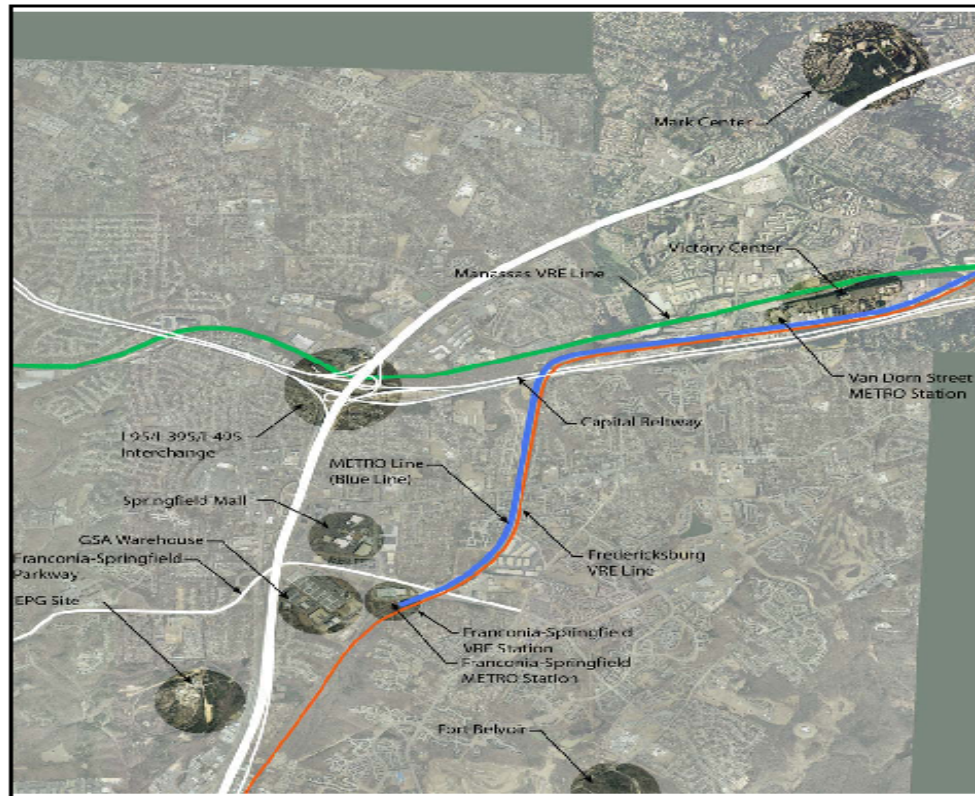 Mark Center
Victory Center
Manassas VRE Line
Van Dorn Street
METRO Station
Capital Beltway
I-95/I-395/I-495
Interchange
METRO Line
(Blue Line)
Springfield Mall
GSA Warehouse
Franconia-Springfield
Parkway
Fredericksburg
VRE Line
EPG Site
Franconia-Springfield
VRE Station
Franconia-Springfield
METRO Station
Fort Belvoir